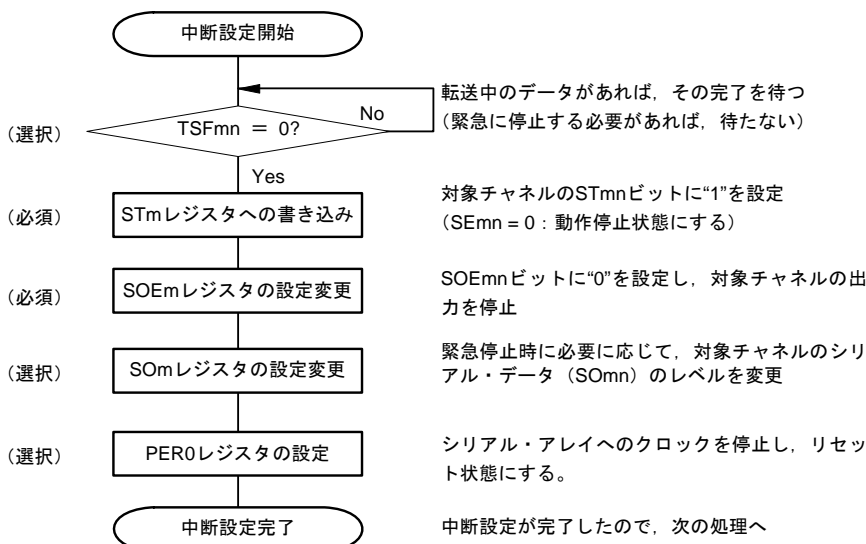 中断設定開始
転送中のデータがあれば，その完了を待つ
（緊急に停止する必要があれば，待たない）
（選択）
TSFmn ＝ 0?
No
Yes
（必須）
STmレジスタへの書き込み
対象チャネルのSTmnビットに“1”を設定
（SEmn = 0：動作停止状態にする）
（必須）
SOEmレジスタの設定変更
SOEmnビットに“0”を設定し，対象チャネルの出
力を停止
（選択）
SOmレジスタの設定変更
緊急停止時に必要に応じて，対象チャネルのシリ
アル・データ（SOmn）のレベルを変更
（選択）
PER0レジスタの設定
シリアル・アレイへのクロックを停止し，リセッ
ト状態にする。
中断設定完了
中断設定が完了したので，次の処理へ